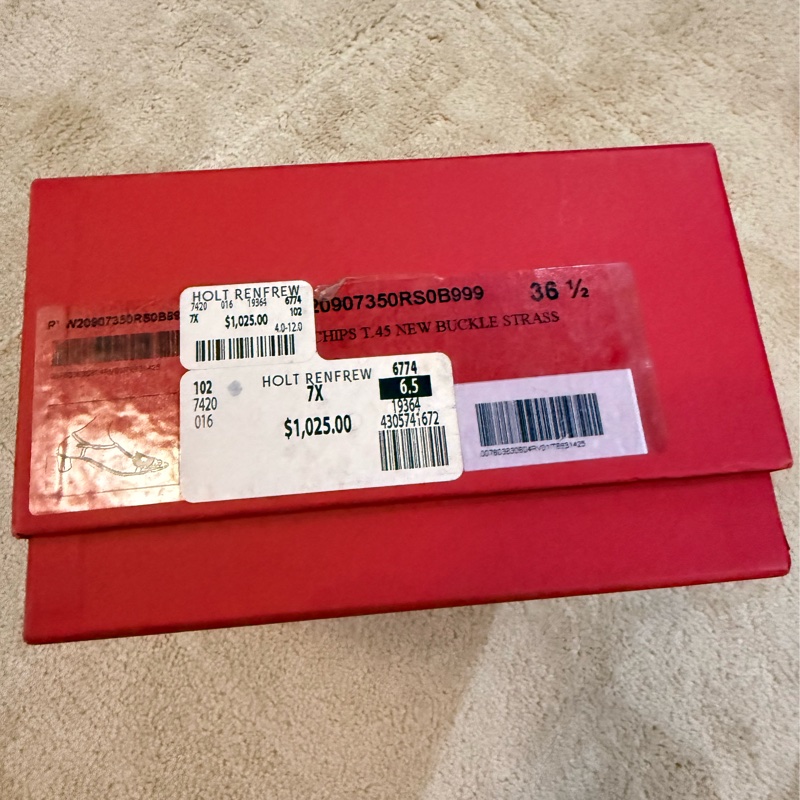 HOLT RENFREW
7420 016 19364 6774
7X $1,025.00 102
4.0-12.0
20907350RS0B999 36 ½
CHIPS T.45 NEW BUCKLE STRASS
HOLT RENFREW 6774
102 7X 6.5
7420 19364
016 $1,025.00 4305741672